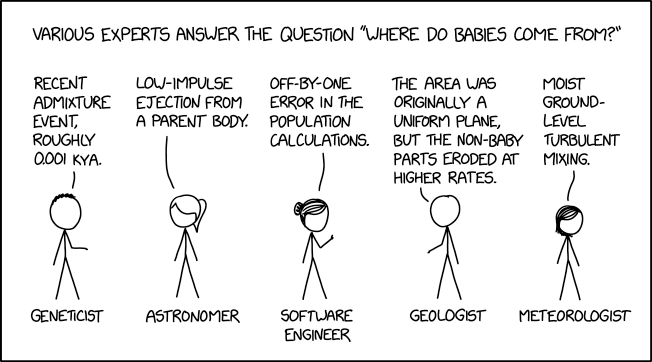 VARIOUS EXPERTS ANSWER THE QUESTION "WHERE DO BABIES COME FROM?"
RECENT
ADMIXTURE
EVENT,
ROUGHLY
0.001 KYA.
LOW-IMPULSE
EJECTION FROM
A PARENT BODY.
OFF-BY-ONE
ERROR IN THE
POPULATION
CALCULATIONS.
THE AREA WAS
ORIGINALLY A
UNIFORM PLANE,
BUT THE NON-BABY
PARTS ERODED AT
HIGHER RATES.
MOIST
GROUND-
LEVEL
TURBULENT
MIXING.
GENETICIST
ASTRONOMER
SOFTWARE
ENGINEER
GEOLOGIST
METEOROLOGIST